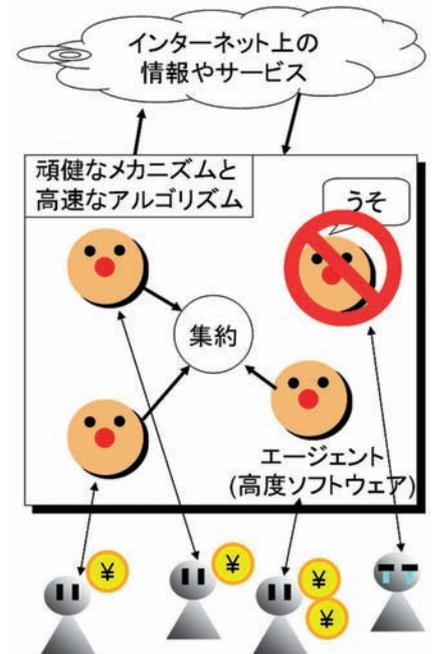 インターネット上の
情報やサービス
頑健なメカニズムと
高速なアルゴリズム
うそ
集約
エージェント
(高度ソフトウェア)
¥
¥
¥
¥